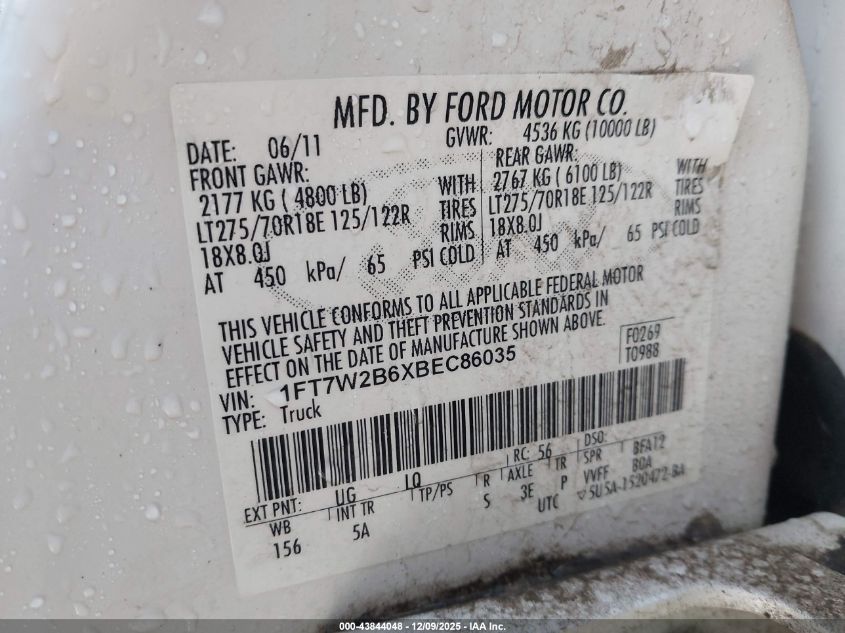 MFD. BY FORD MOTOR CO.
DATE: 06/11
GVWR: 4536 KG (10000 LB)
FRONT GAWR:
2177 KG ( 4800 LB) WITH
LT275/70R18E 125/122R TIRES
18X8.0J RIMS
AT 450 kPa/ 65 PSI COLD
REAR GAWR:
2767 KG ( 6100 LB) WITH
LT275/70R18E 125/122R TIRES
18X8.0J RIMS
AT 450 kPa/ 65 PSI COLD
THIS VEHICLE CONFORMS TO ALL APPLICABLE FEDERAL MOTOR
VEHICLE SAFETY AND THEFT PREVENTION STANDARDS IN
EFFECT ON THE DATE OF MANUFACTURE SHOWN ABOVE.
F0269
T0988
VIN: 1FT7W2B6XBEC86035
TYPE: Truck
EXT PNT: UG LQ RC: 56 DSO:
WB INT TR TP/PS R AXLE TR SPR BFA12
156 5A S 3E P VVFF BOA
UTC ▽5U5A-1520472-BA
000-43844048 - 12/09/2025 - IAA Inc.